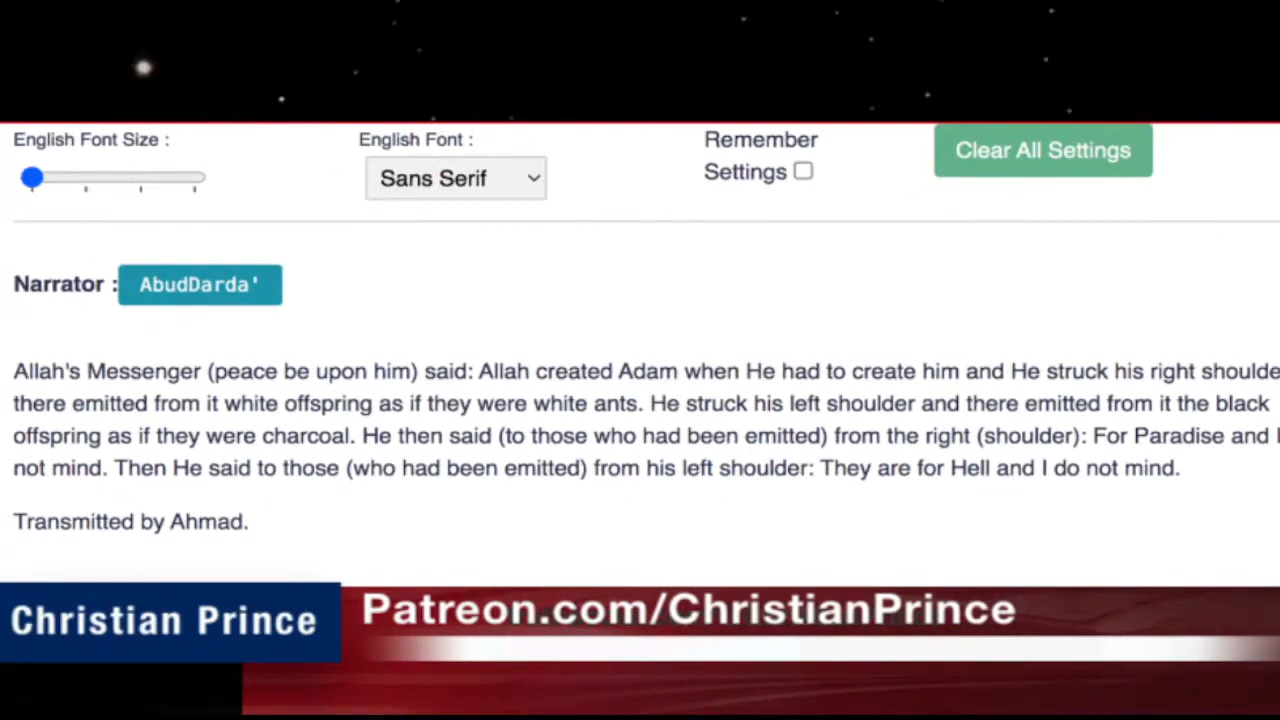 English Font Size :
English Font :
Remember
Settings
Clear All Settings
Sans Serif
Narrator : AbudDarda'
Allah's Messenger (peace be upon him) said: Allah created Adam when He had to create him and He struck his right shoulde
there emitted from it white offspring as if they were white ants. He struck his left shoulder and there emitted from it the black
offspring as if they were charcoal. He then said (to those who had been emitted) from the right (shoulder): For Paradise and I
not mind. Then He said to those (who had been emitted) from his left shoulder: They are for Hell and I do not mind.
Transmitted by Ahmad.
Christian Prince
Patreon.com/ChristianPrince